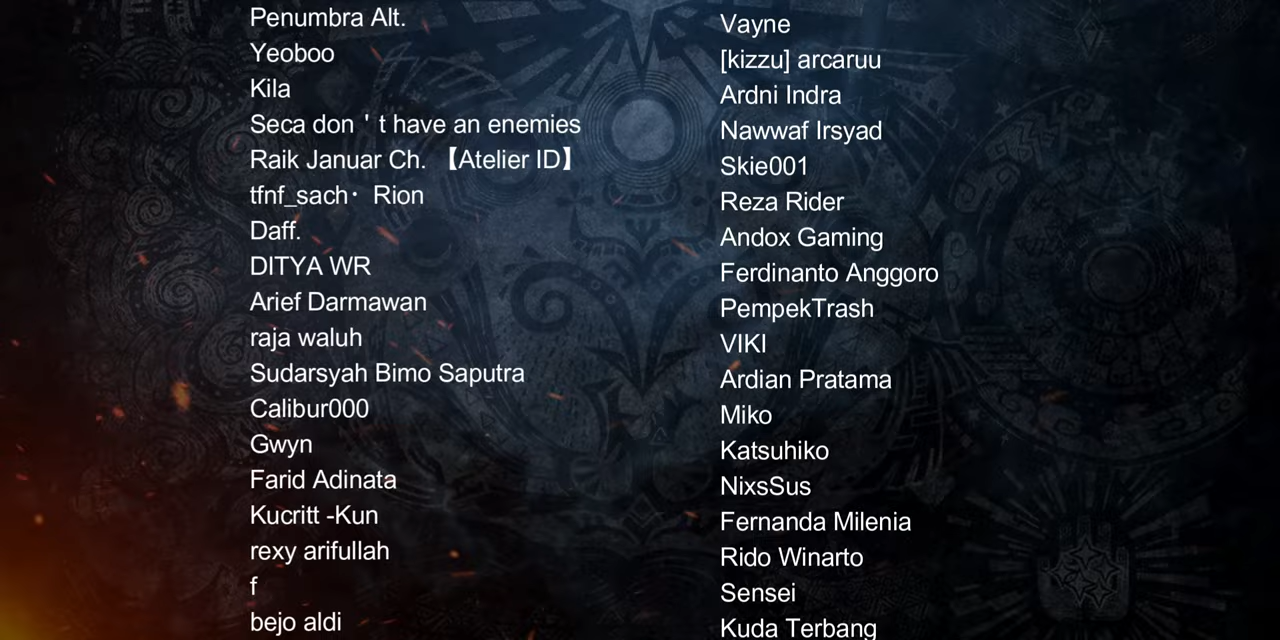 Penumbra Alt.
Yeoboo
Kila
Seca don ' t have an enemies
Raik Januar Ch. 【Atelier ID】
tfnf_sach· Rion
Daff.
DITYA WR
Arief Darmawan
raja waluh
Sudarsyah Bimo Saputra
Calibur000
Gwyn
Farid Adinata
Kucritt -Kun
rexy arifullah
f
bejo aldi
Vayne
[kizzu] arcaruu
Ardni Indra
Nawwaf Irsyad
Skie001
Reza Rider
Andox Gaming
Ferdinanto Anggoro
PempekTrash
VIKI
Ardian Pratama
Miko
Katsuhiko
NixsSus
Fernanda Milenia
Rido Winarto
Sensei
Kuda Terbang